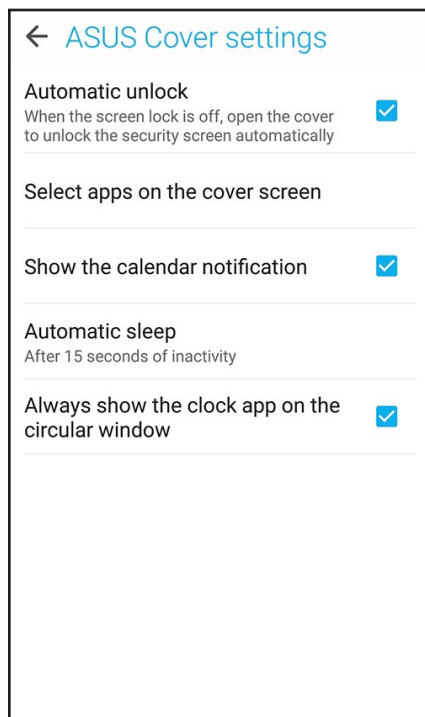 ASUS Cover settings
Automatic unlock
When the screen lock is off, open the cover
to unlock the security screen automatically
Select apps on the cover screen
Show the calendar notification
Automatic sleep
After 15 seconds of inactivity
Always show the clock app on the
circular window